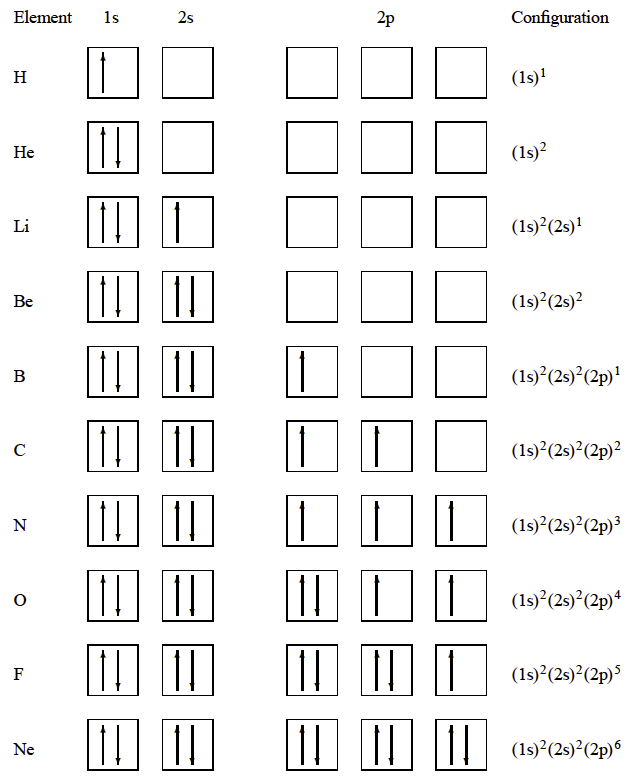 Element 1s 2s 2p Configuration
H (1s)¹
He (1s)²
Li (1s)²(2s)¹
Be (1s)²(2s)²
B (1s)²(2s)²(2p)¹
C (1s)²(2s)²(2p)²
N (1s)²(2s)²(2p)³
O (1s)²(2s)²(2p)⁴
F (1s)²(2s)²(2p)⁵
Ne (1s)²(2s)²(2p)⁶